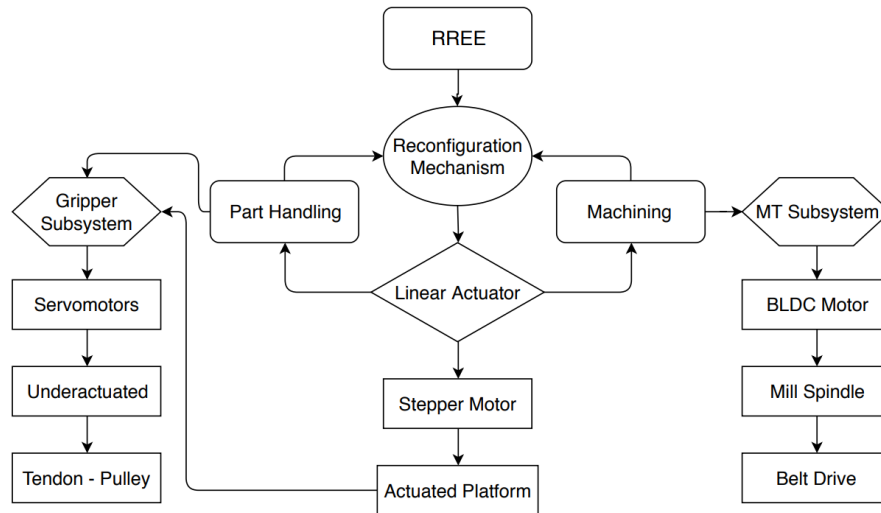 RREE
Reconfiguration
Mechanism
Gripper
Subsystem
Part Handling
Machining
MT Subsystem
Linear Actuator
Servomotors
BLDC Motor
Underactuated
Stepper Motor
Mill Spindle
Tendon - Pulley
Actuated Platform
Belt Drive